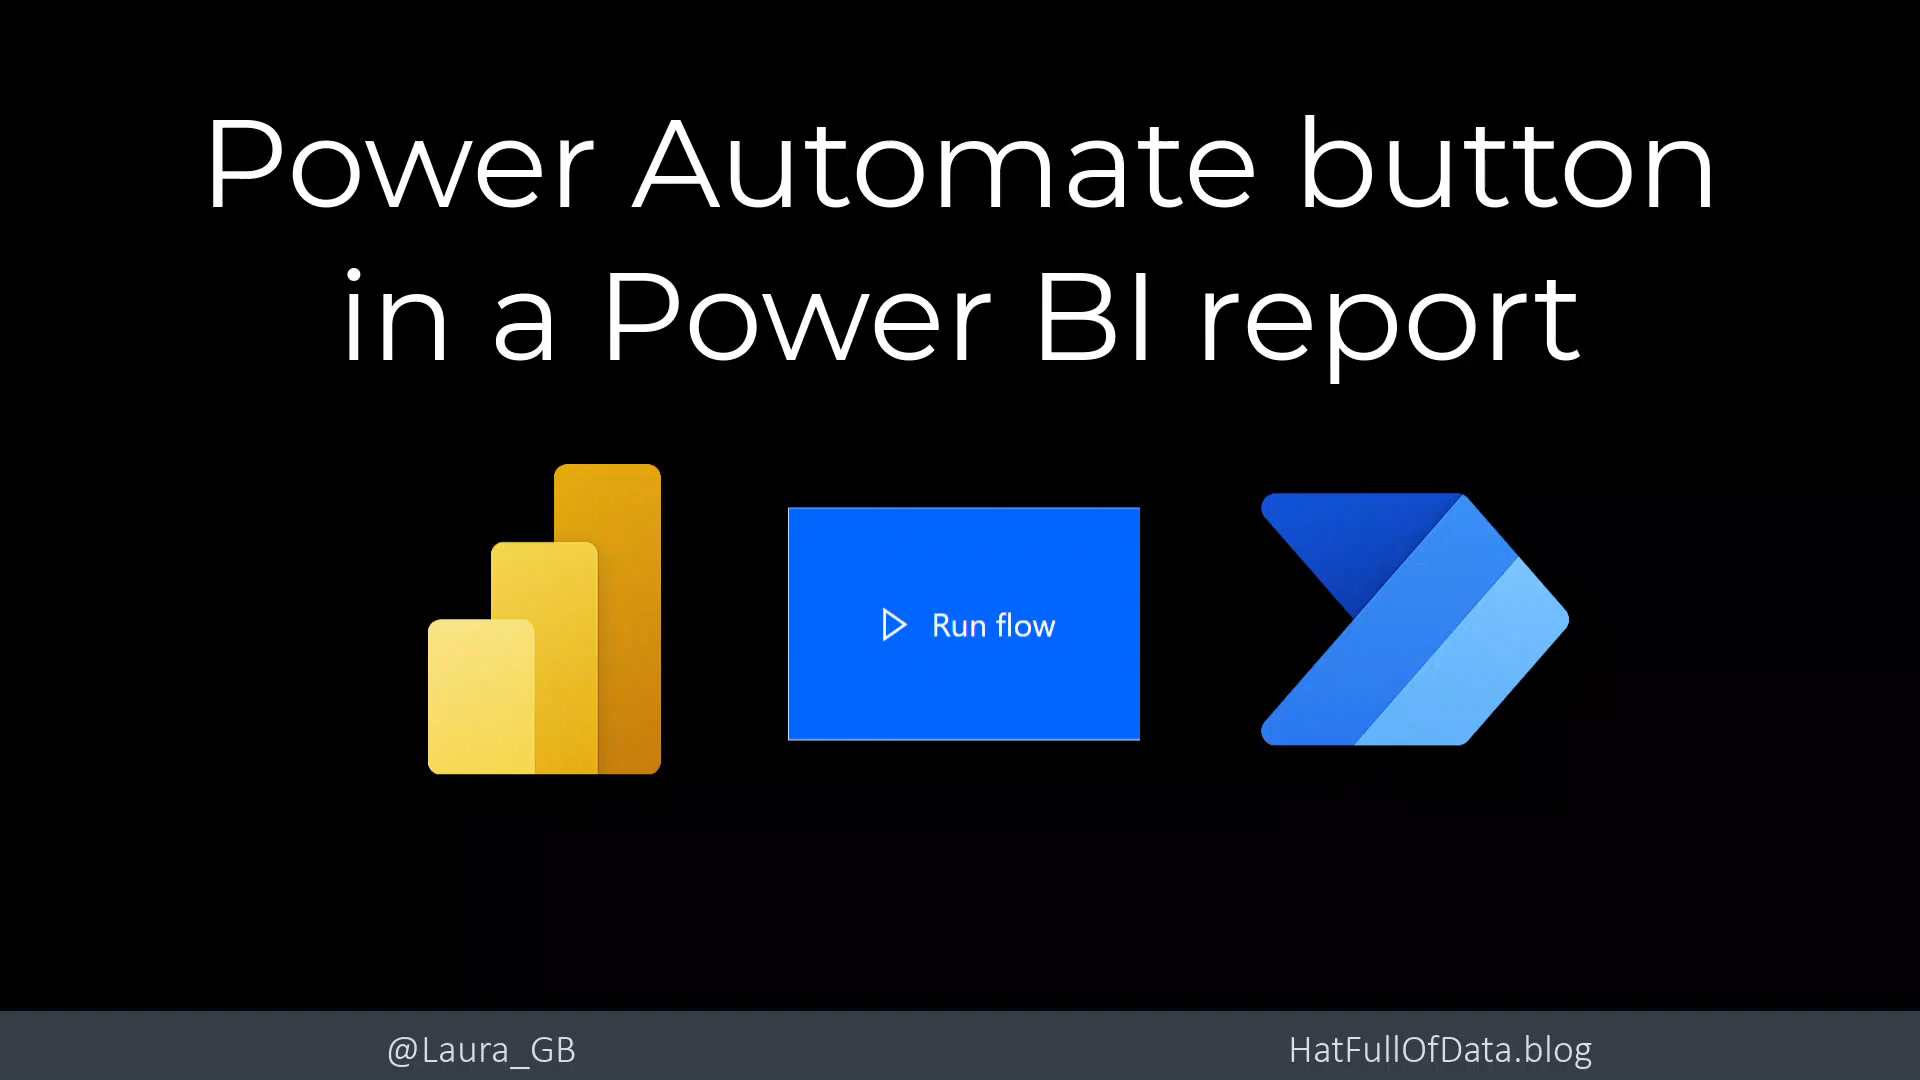 Power Automate button
in a Power BI report
Run flow
@Laura_GB
HatFullOfData.blog